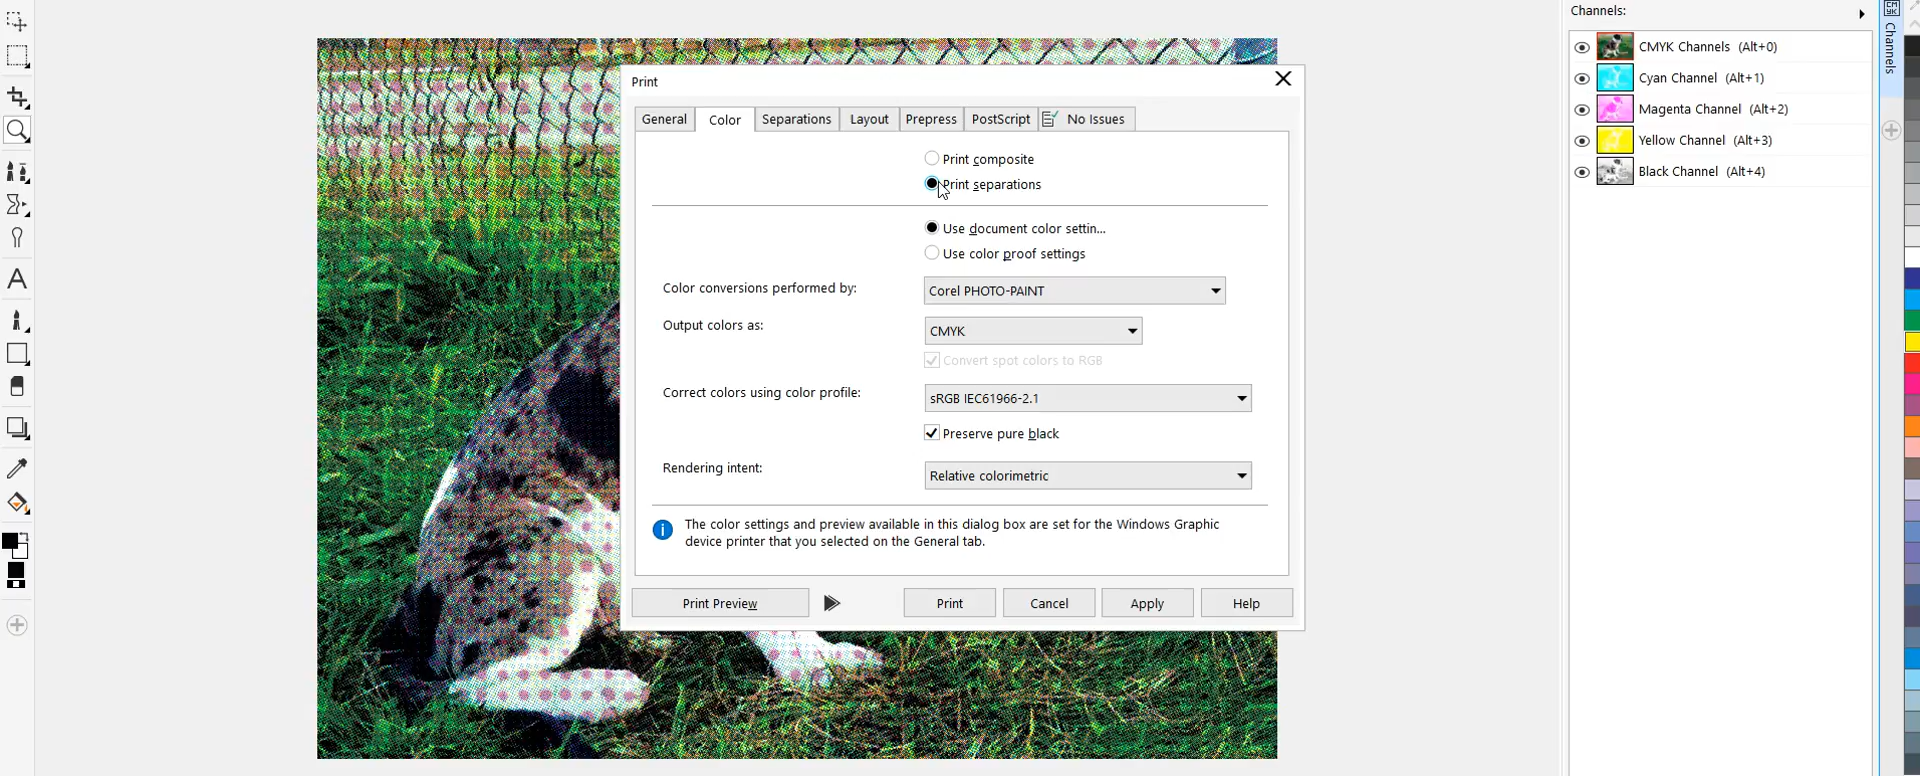 Channels:
CMYK Channels (Alt+0)
Cyan Channel (Alt+1)
Magenta Channel (Alt+2)
Yellow Channel (Alt+3)
Black Channel (Alt+4)
CMYK
Channels
Print
General
Color
Separations
Layout
Prepress
PostScript
No Issues
Print composite
Print separations
Use document color settin...
Use color proof settings
Color conversions performed by:
Corel PHOTO-PAINT
Output colors as:
CMYK
Convert spot colors to RGB
Correct colors using color profile:
sRGB IEC61966-2.1
Preserve pure black
Rendering intent:
Relative colorimetric
The color settings and preview available in this dialog box are set for the Windows Graphic
device printer that you selected on the General tab.
Print Preview
Print
Cancel
Apply
Help